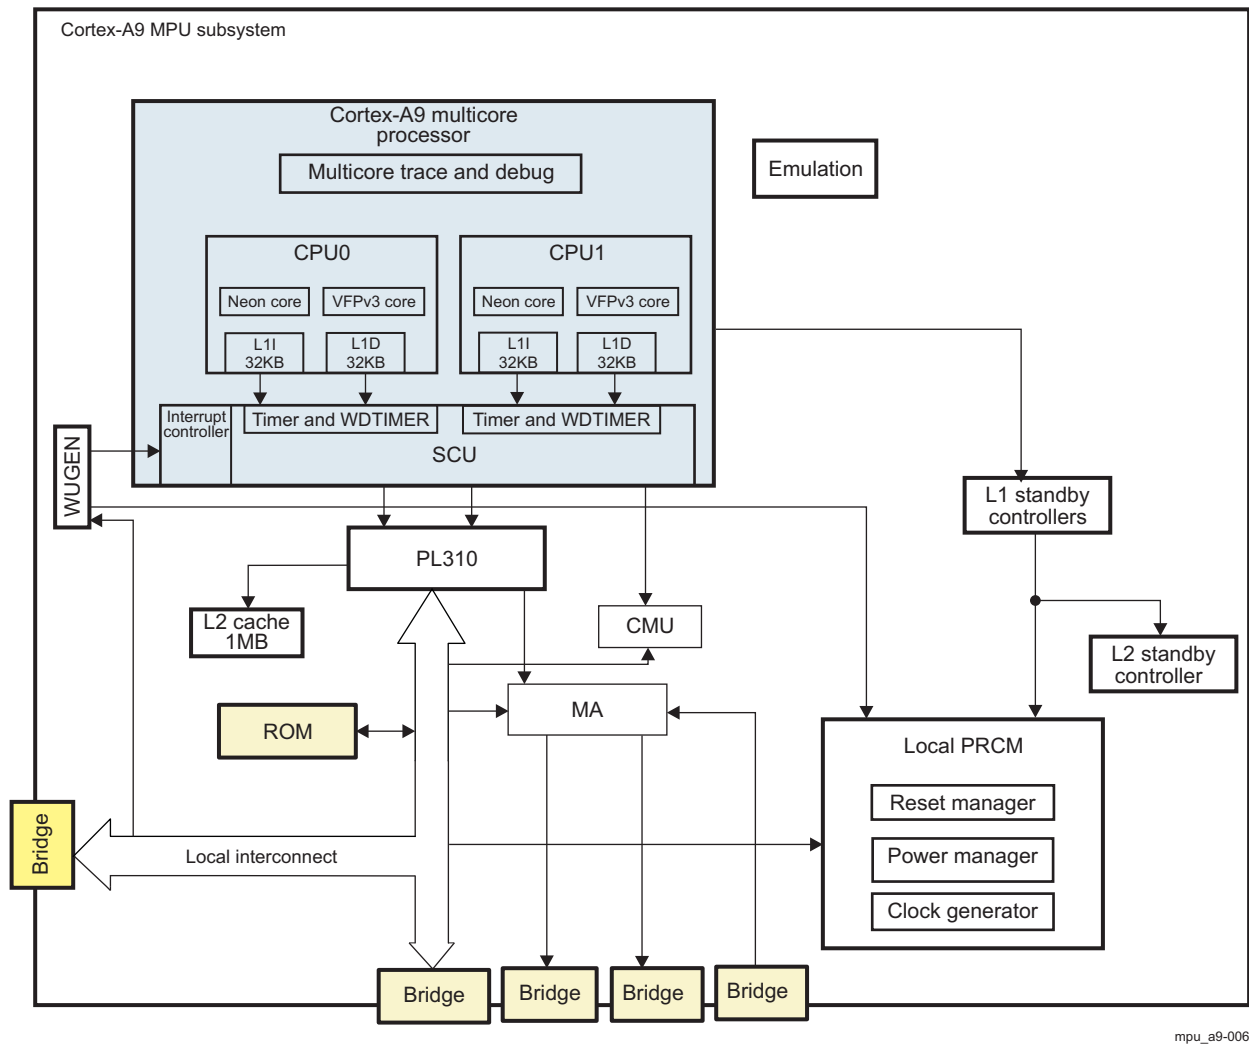 Cortex-A9 MPU subsystem
Cortex-A9 multicore
processor
Multicore trace and debug
Emulation
CPU0
CPU1
Neon core
VFPv3 core
Neon core
VFPv3 core
L1I
32KB
L1D
32KB
L1I
32KB
L1D
32KB
Interrupt
controller
Timer and WDTIMER
Timer and WDTIMER
SCU
WUGEN
L1 standby
controllers
PL310
L2 cache
1MB
CMU
L2 standby
controller
MA
ROM
Local PRCM
Reset manager
Power manager
Clock generator
Bridge
Local interconnect
Bridge
Bridge
Bridge
Bridge
mpu_a9-006